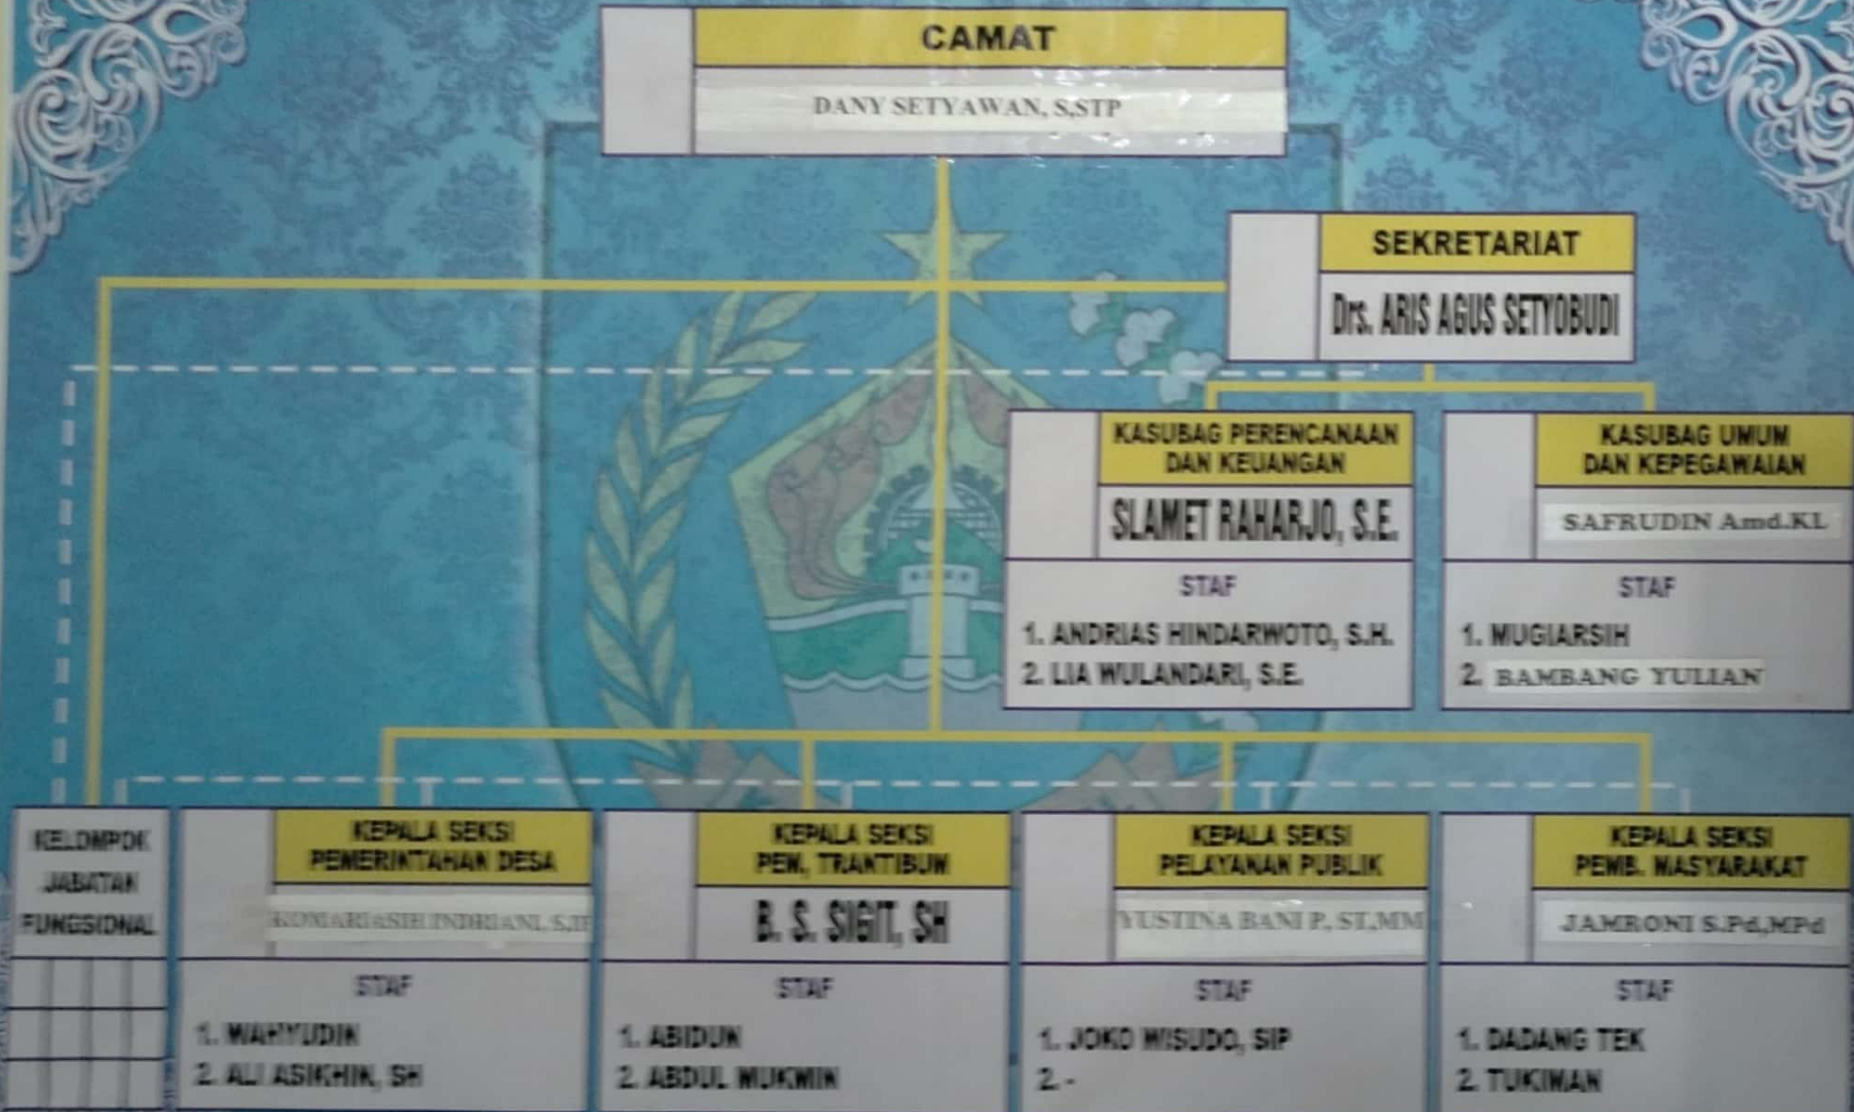 CAMAT
DANY SETYAWAN, S,STP
SEKRETARIAT
Drs. ARIS AGUS SETYOBUDI
KASUBAG PERENCANAAN
DAN KEUANGAN
SLAMET RAHARJO, S.E.
STAF
1. ANDRIAS HINDARWOTO, S.H.
2. LIA WULANDARI, S.E.
KASUBAG UMUM
DAN KEPEGAWAIAN
SAFRUDIN Amd.KL
STAF
1. MUGIARSIH
2. BAMBANG YULIAN
KELOMPOK
JABATAN
FUNGSIONAL
KEPALA SEKSI
PEMERINTAHAN DESA
KOMARIASIH INDRIANI,
STAF
1. WAHYUDIN
2. ALI ASIKHIN, SH
KEPALA SEKSI
PEM, TRANTIBUM
B. S. SIGIT, SH
STAF
1. ABIDUN
2. ABDUL MUKMIN
KEPALA SEKSI
PELAYANAN PUBLIK
YUSTINA BANI P, ST,MM
STAF
1. JOKO WISUDO, SIP
2. -
KEPALA SEKSI
PEMB. MASYARAKAT
JAMRONI S.Pd,MPd
STAF
1. DADANG TEK
2. TUKIMAN